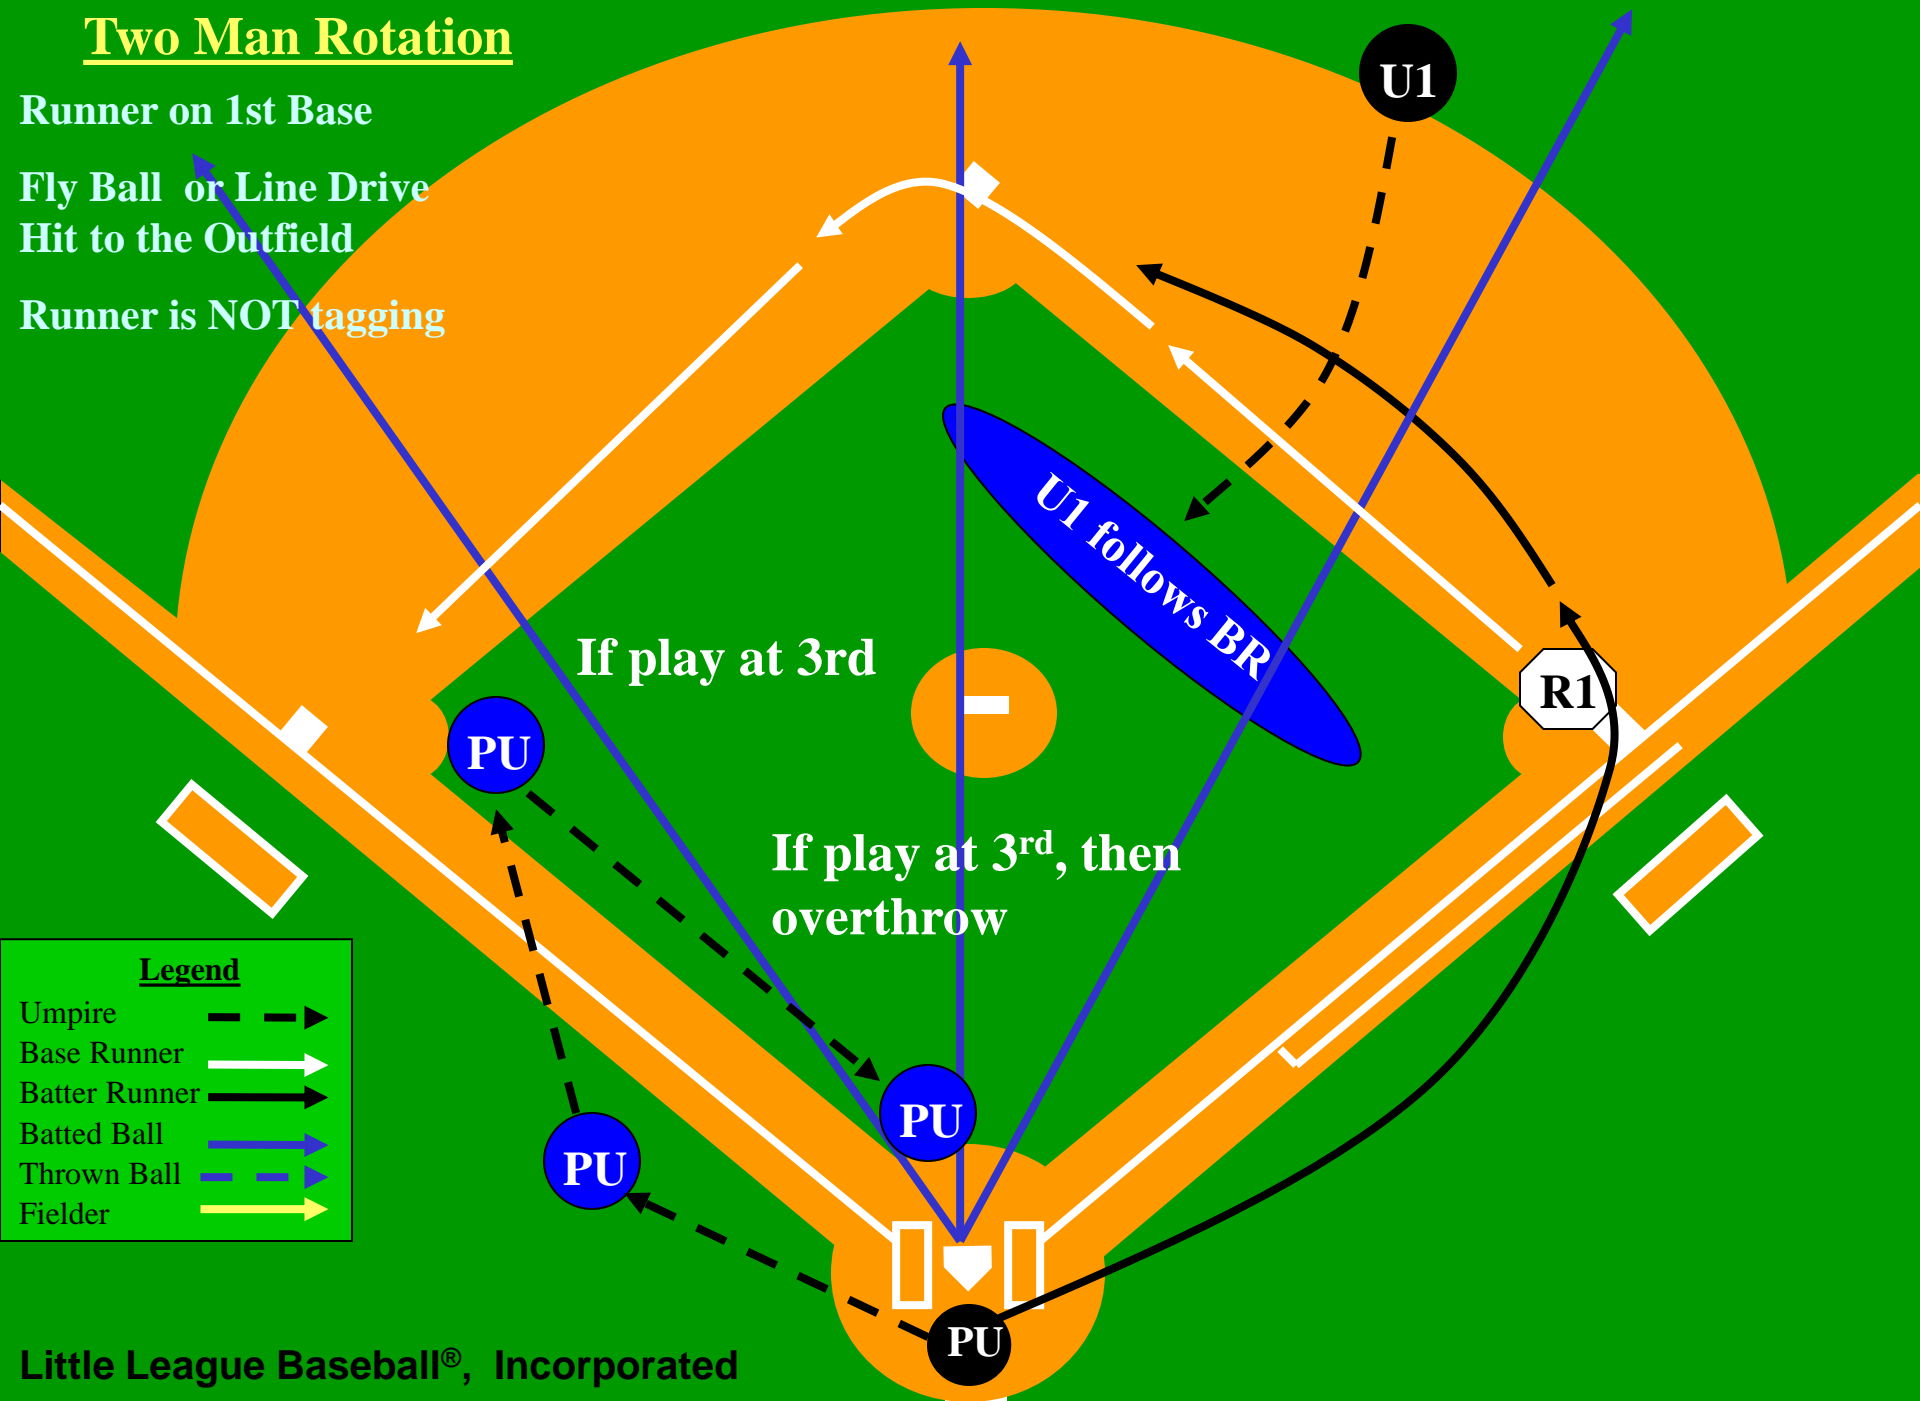 Two Man Rotation
U1
Runner on 1st Base
Fly Ball  or Line Drive
Hit to the Outfield
Runner is NOT tagging
U1 follows BR
If play at 3rd
R1
PU
If play at 3rd, then
overthrow
Legend
Umpire
Base Runner
Batter Runner
Batted Ball
Thrown Ball
Fielder
PU
PU
PU
Little League Baseball®,  Incorporated